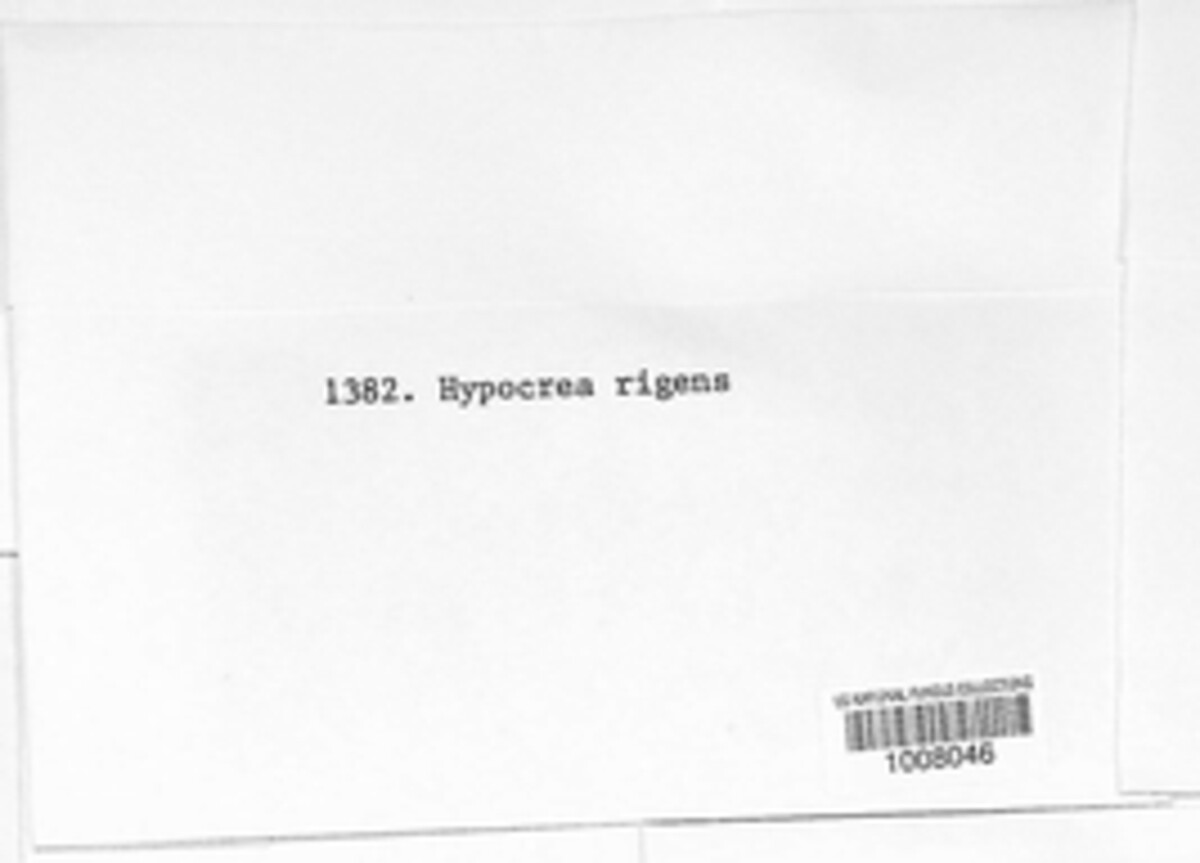 1382. Hypocrea rigens
US NATIONAL FUNGUS COLLECTIONS
1008046